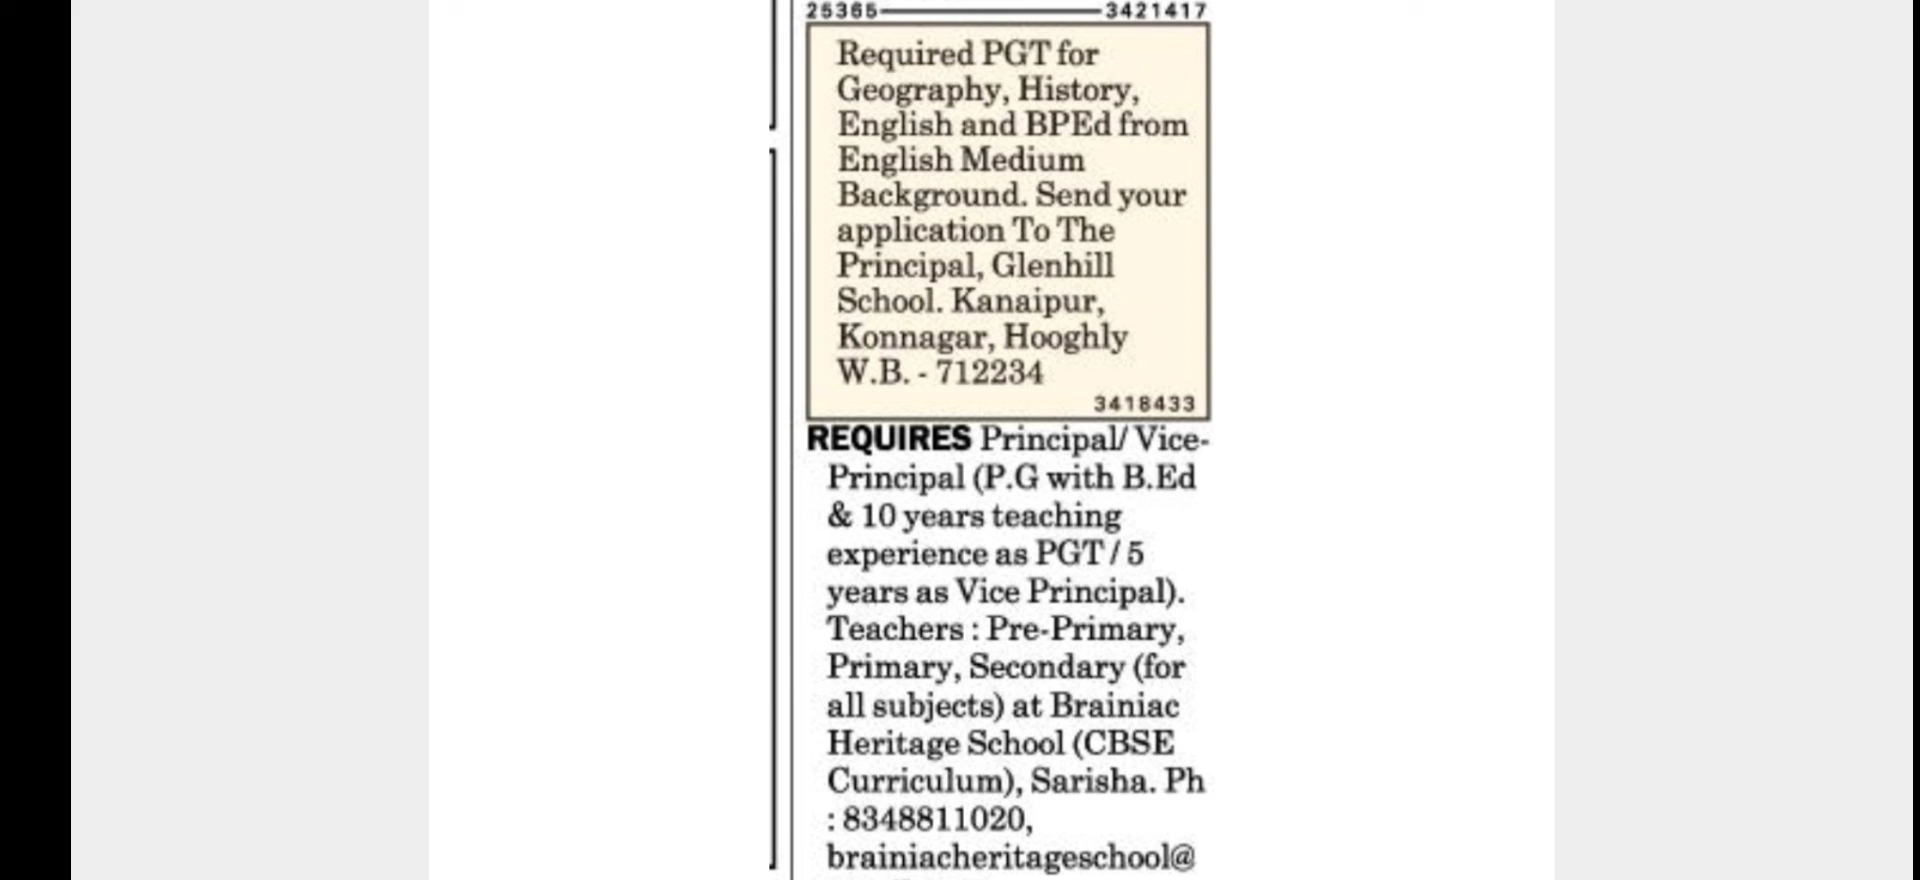 25365 3421417
Required PGT for
Geography, History,
English and BPEd from
English Medium
Background. Send your
application To The
Principal, Glenhill
School. Kanaipur,
Konnagar, Hooghly
W.B. - 712234
3418433
REQUIRES Principal/ Vice-
Principal (P.G with B.Ed
& 10 years teaching
experience as PGT / 5
years as Vice Principal).
Teachers : Pre-Primary,
Primary, Secondary (for
all subjects) at Brainiac
Heritage School (CBSE
Curriculum), Sarisha. Ph
: 8348811020,
brainiacheritageschool@